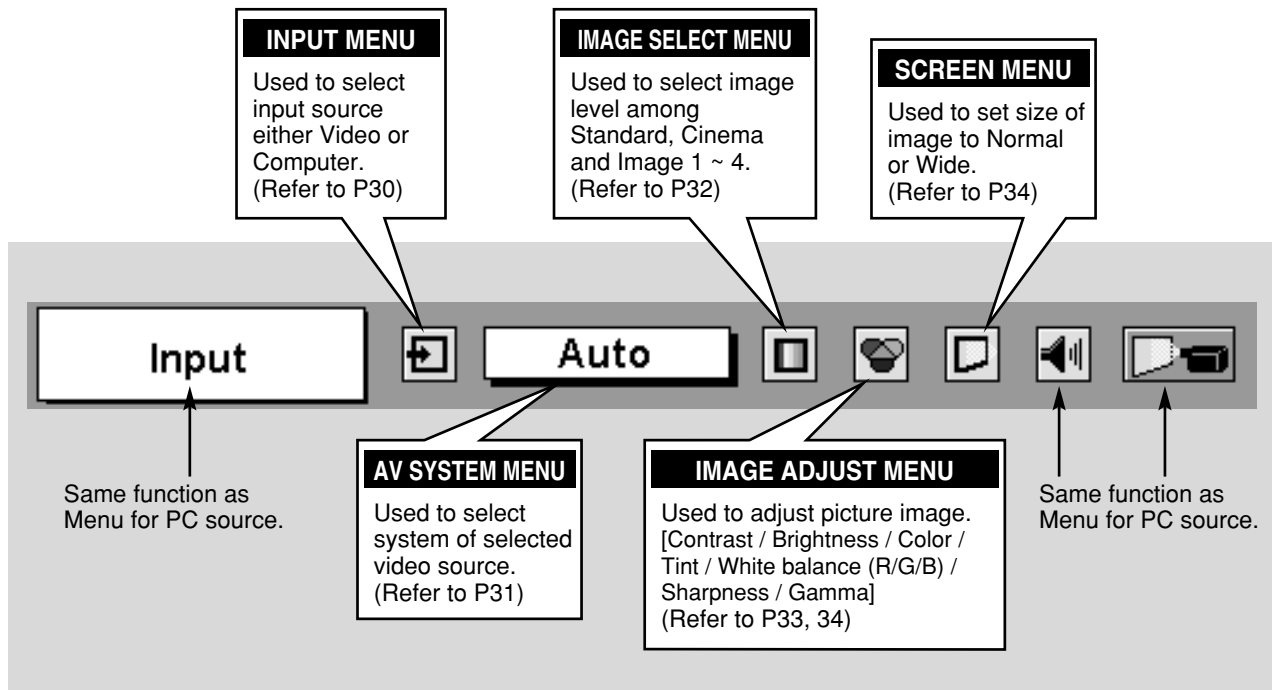 INPUT MENU
Used to select
input source
either Video or
Computer.
(Refer to P30)
IMAGE SELECT MENU
Used to select image
level among
Standard, Cinema
and Image 1 ~ 4.
(Refer to P32)
SCREEN MENU
Used to set size of
image to Normal
or Wide.
(Refer to P34)
Input
Auto
Same function as
Menu for PC source.
AV SYSTEM MENU
Used to select
system of selected
video source.
(Refer to P31)
IMAGE ADJUST MENU
Used to adjust picture image.
[Contrast / Brightness / Color /
Tint / White balance (R/G/B) /
Sharpness / Gamma]
(Refer to P33, 34)
Same function as
Menu for PC source.